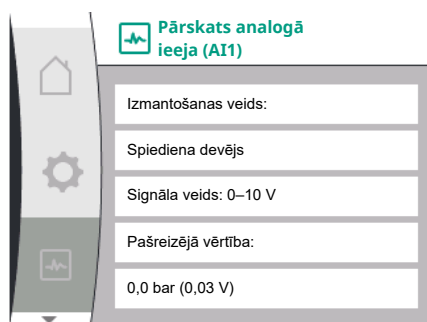 Pārskats analogā
ieeja (AI1)
Izmantošanas veids:
Spiediena devējs
Signāla veids: 0–10 V
Pašreizējā vērtība:
0,0 bar (0,03 V)